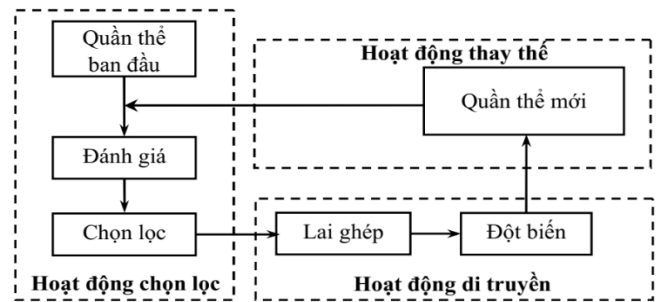 Quần thể
ban đầu
Hoạt động thay thế
Quần thể mới
Đánh giá
Chọn lọc
Lai ghép
Đột biến
Hoạt động chọn lọc
Hoạt động di truyền